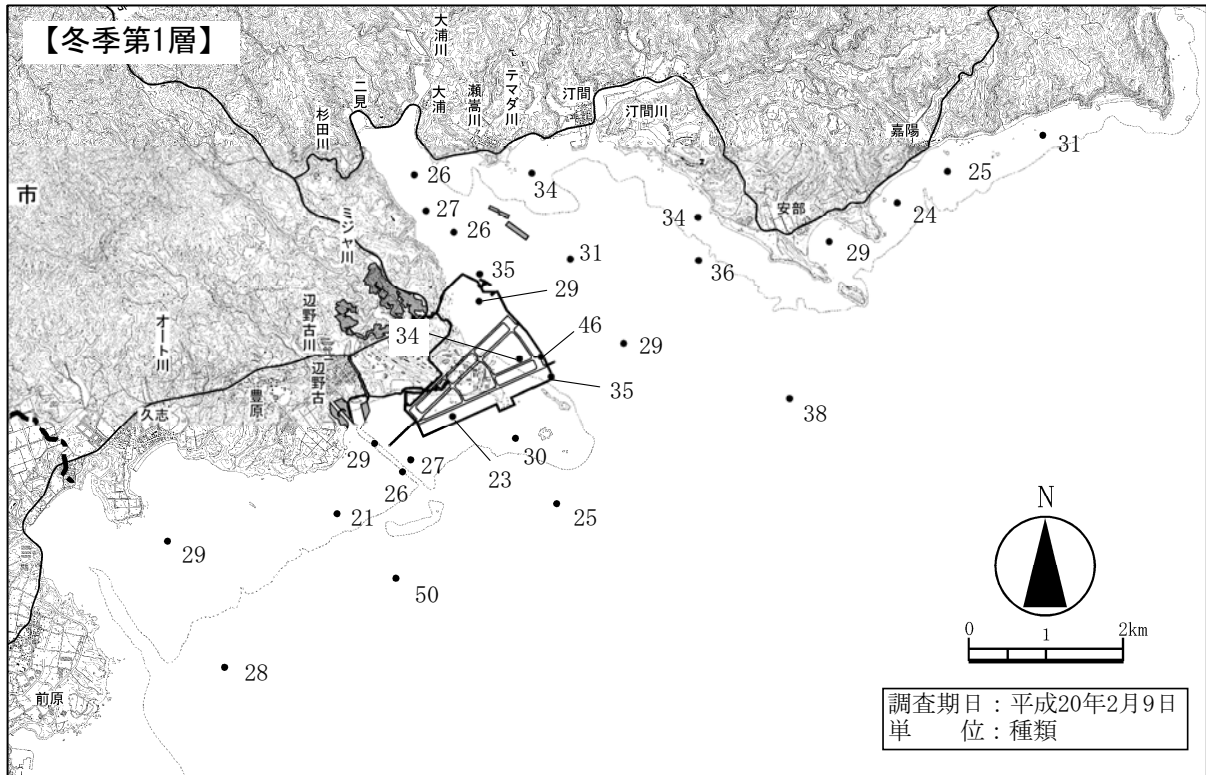 【冬季第1層】
大浦川
テマダ川
瀬嵩川
大浦
二見
杉田川
汀間
汀間川
嘉陽
31
25
26
34
市
24
27
34
安部
ミジャ川
26
29
31
36
35
29
辺野古川
46
34
29
オート川
辺野古
35
豊原
38
久志
29
30
27
23
26
25
21
N
29
50
0 1 2km
28
前原
調査期日：平成20年2月9日
単　　位：種類